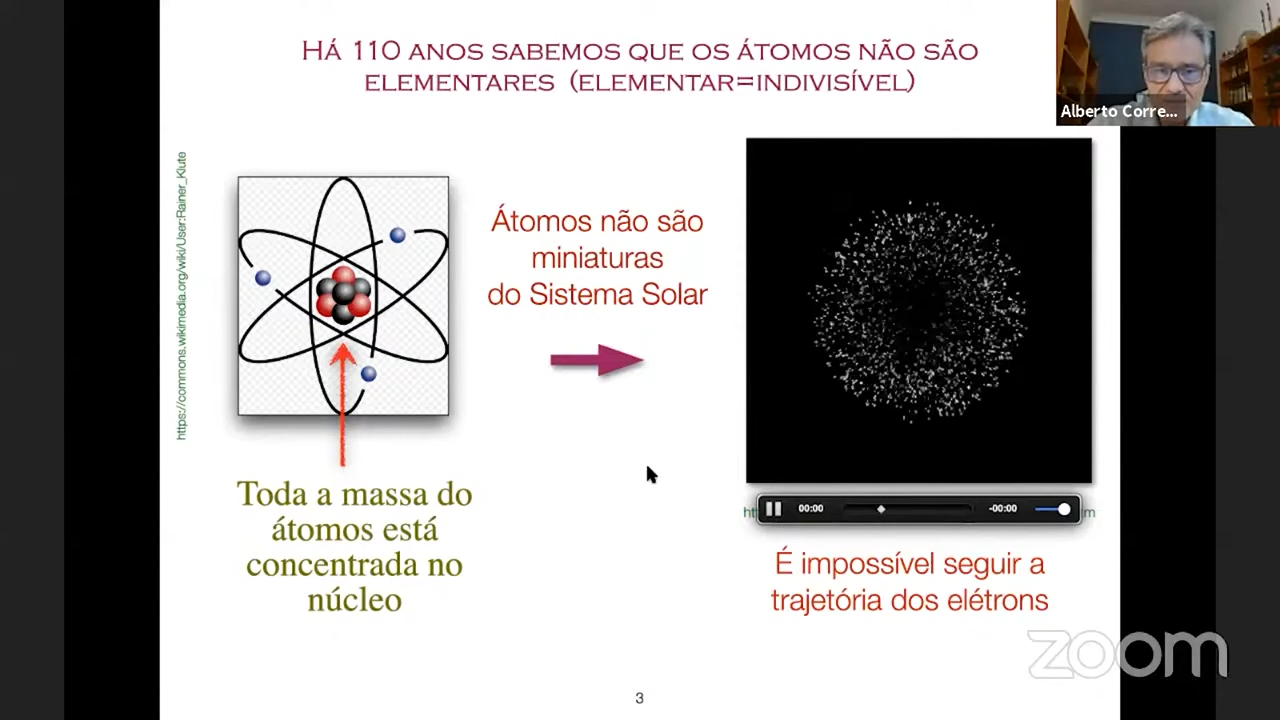 HÁ 110 ANOS SABEMOS QUE OS ÁTOMOS NÃO SÃO
ELEMENTARES (ELEMENTAR=INDIVISÍVEL)
Alberto Corre...
https://commons.wikimedia.org/wiki/User:Rainer_Klute
Átomos não são
miniaturas
do Sistema Solar
Toda a massa do
átomos está
concentrada no
núcleo
00:00
-00:00
É impossível seguir a
trajetória dos elétrons
zoom
3